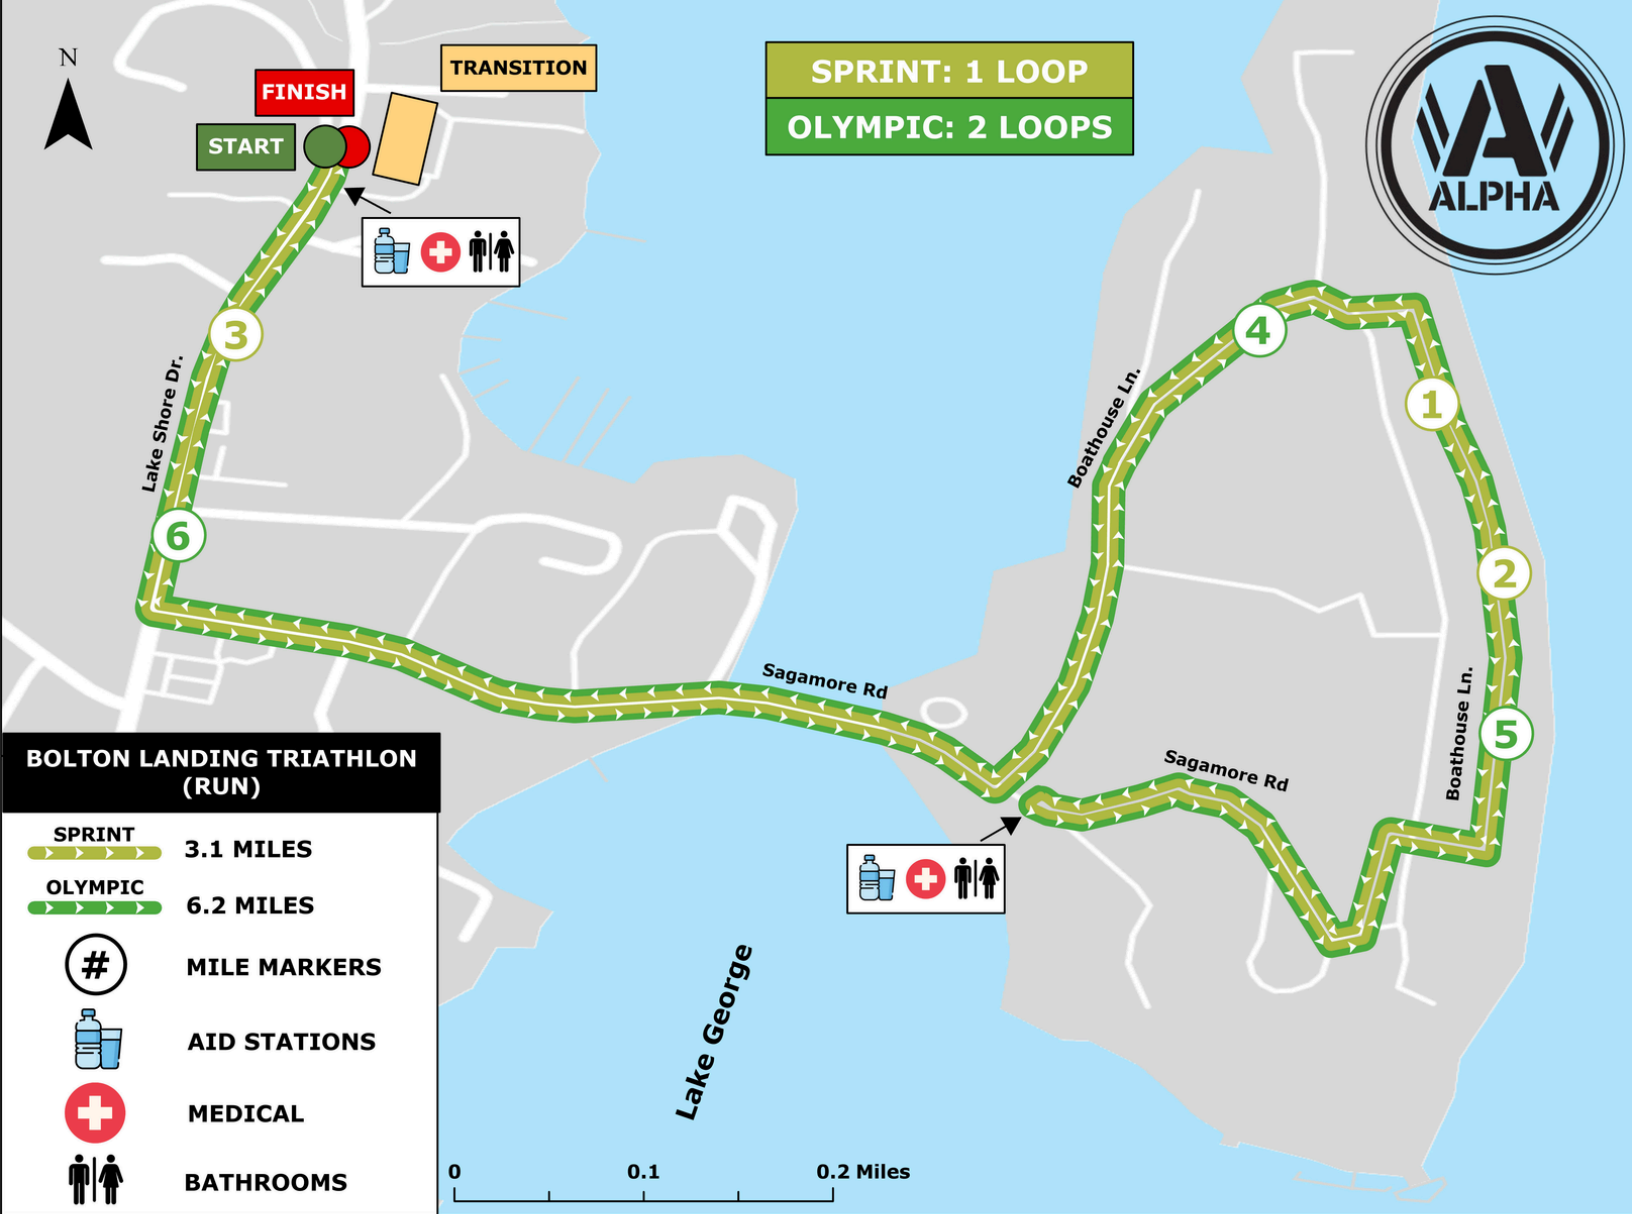 N
FINISH
START
TRANSITION
SPRINT: 1 LOOP
OLYMPIC: 2 LOOPS
A
ALPHA
3
Lake Shore Dr.
6
4
1
Boathouse Ln.
2
Sagamore Rd
5
Boathouse Ln.
Sagamore Rd
Lake George
BOLTON LANDING TRIATHLON
(RUN)
SPRINT
3.1 MILES
OLYMPIC
6.2 MILES
#
MILE MARKERS
AID STATIONS
MEDICAL
BATHROOMS
0 0.1 0.2 Miles